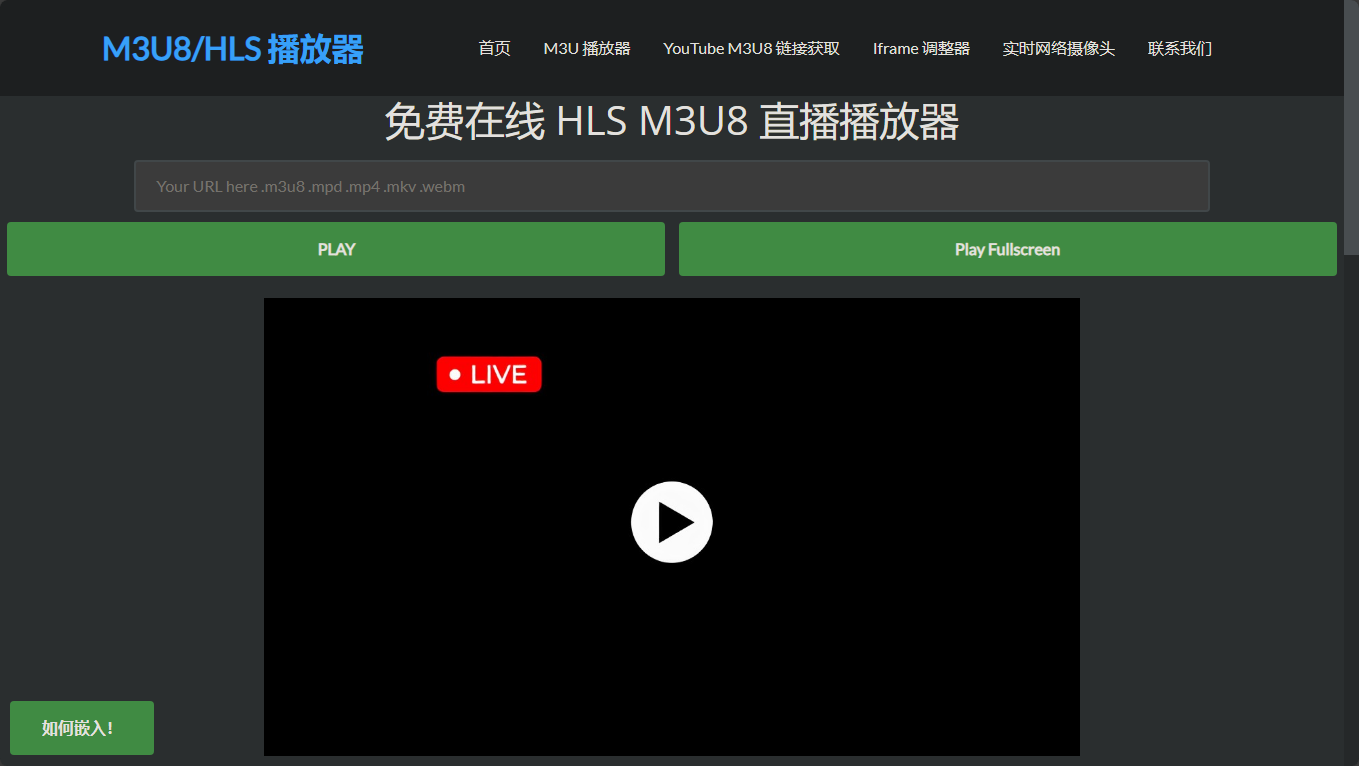 M3U8/HLS 播放器
首页 M3U 播放器 YouTube M3U8 链接获取 Iframe 调整器 实时网络摄像头 联系我们
免费在线 HLS M3U8 直播播放器
Your URL here .m3u8 .mpd .mp4 .mkv .webm
PLAY
Play Fullscreen
LIVE
如何嵌入!